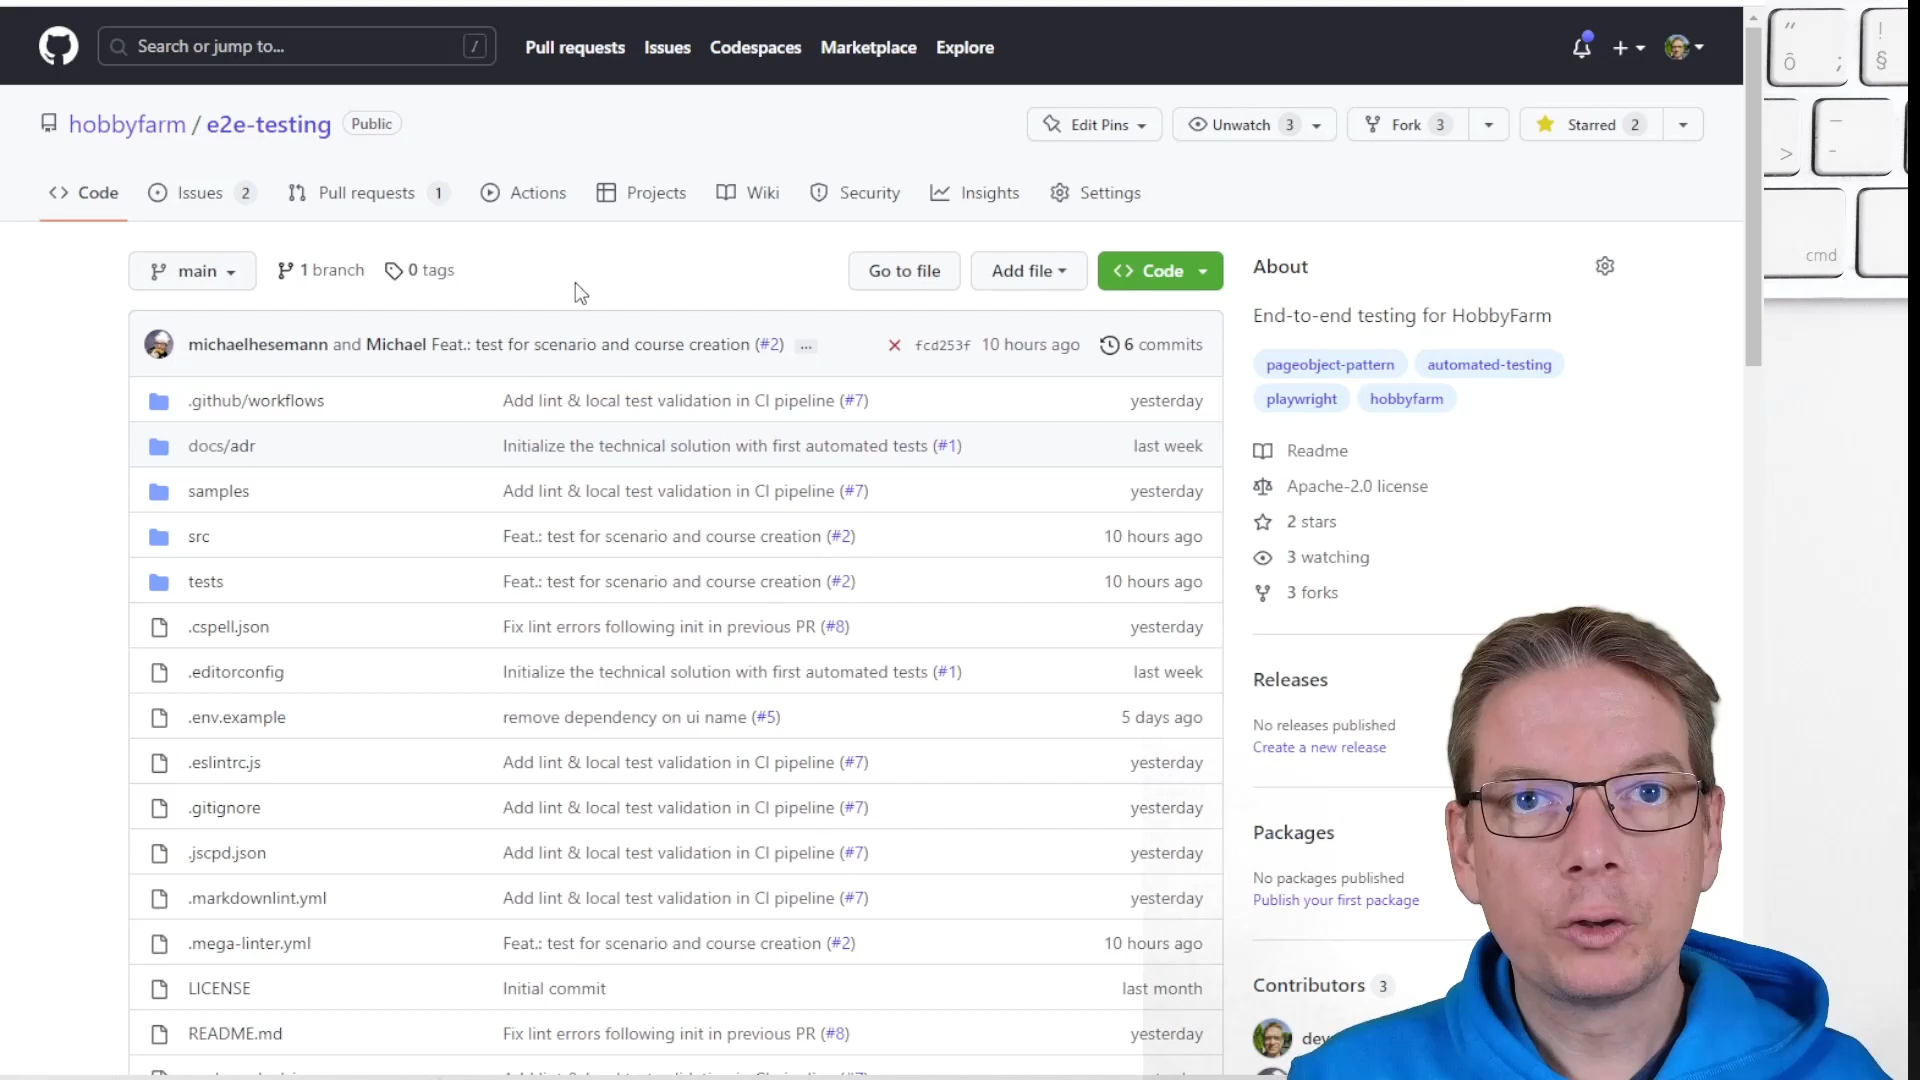 Search or jump to... /
Pull requests Issues Codespaces Marketplace Explore
hobbyfarm / e2e-testing Public
Edit Pins Unwatch 3 Fork 3 Starred 2
Code Issues 2 Pull requests 1 Actions Projects Wiki Security Insights Settings
main 1 branch 0 tags Go to file Add file Code
michaelhesemann and Michael Feat.: test for scenario and course creation (#2) ... fcd253f 10 hours ago 6 commits
.github/workflows Add lint & local test validation in CI pipeline (#7) yesterday
docs/adr Initialize the technical solution with first automated tests (#1) last week
samples Add lint & local test validation in CI pipeline (#7) yesterday
src Feat.: test for scenario and course creation (#2) 10 hours ago
tests Feat.: test for scenario and course creation (#2) 10 hours ago
.cspell.json Fix lint errors following init in previous PR (#8) yesterday
.editorconfig Initialize the technical solution with first automated tests (#1) last week
.env.example remove dependency on ui name (#5) 5 days ago
.eslintrc.js Add lint & local test validation in CI pipeline (#7) yesterday
.gitignore Add lint & local test validation in CI pipeline (#7) yesterday
.jscpd.json Add lint & local test validation in CI pipeline (#7) yesterday
.markdownlint.yml Add lint & local test validation in CI pipeline (#7) yesterday
.mega-linter.yml Feat.: test for scenario and course creation (#2) 10 hours ago
LICENSE Initial commit last month
README.md Fix lint errors following init in previous PR (#8) yesterday
About
End-to-end testing for HobbyFarm
pageobject-pattern automated-testing
playwright hobbyfarm
Readme
Apache-2.0 license
2 stars
3 watching
3 forks
Releases
No releases published
Create a new release
Packages
No packages published
Publish your first package
Contributors 3
dev
“ !
õ ; §
— 
> -
cmd